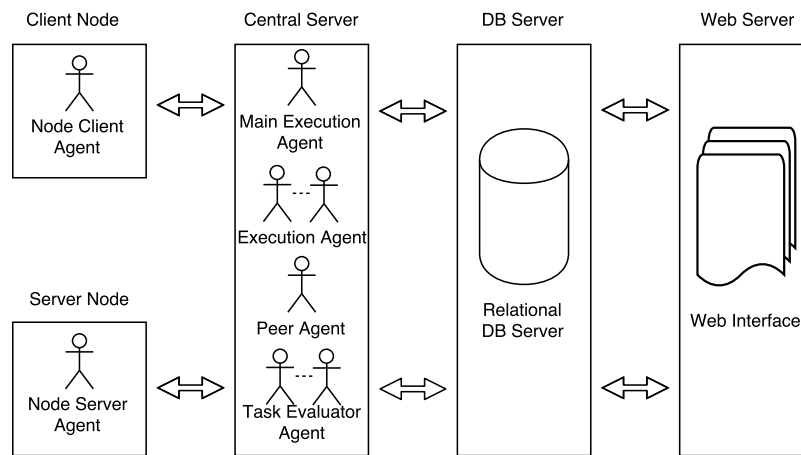 Client Node
Central Server
DB Server
Web Server
Node Client
Agent
Main Execution
Agent
Execution Agent
Peer Agent
Task Evaluator
Agent
Relational
DB Server
Web Interface
Server Node
Node Server
Agent